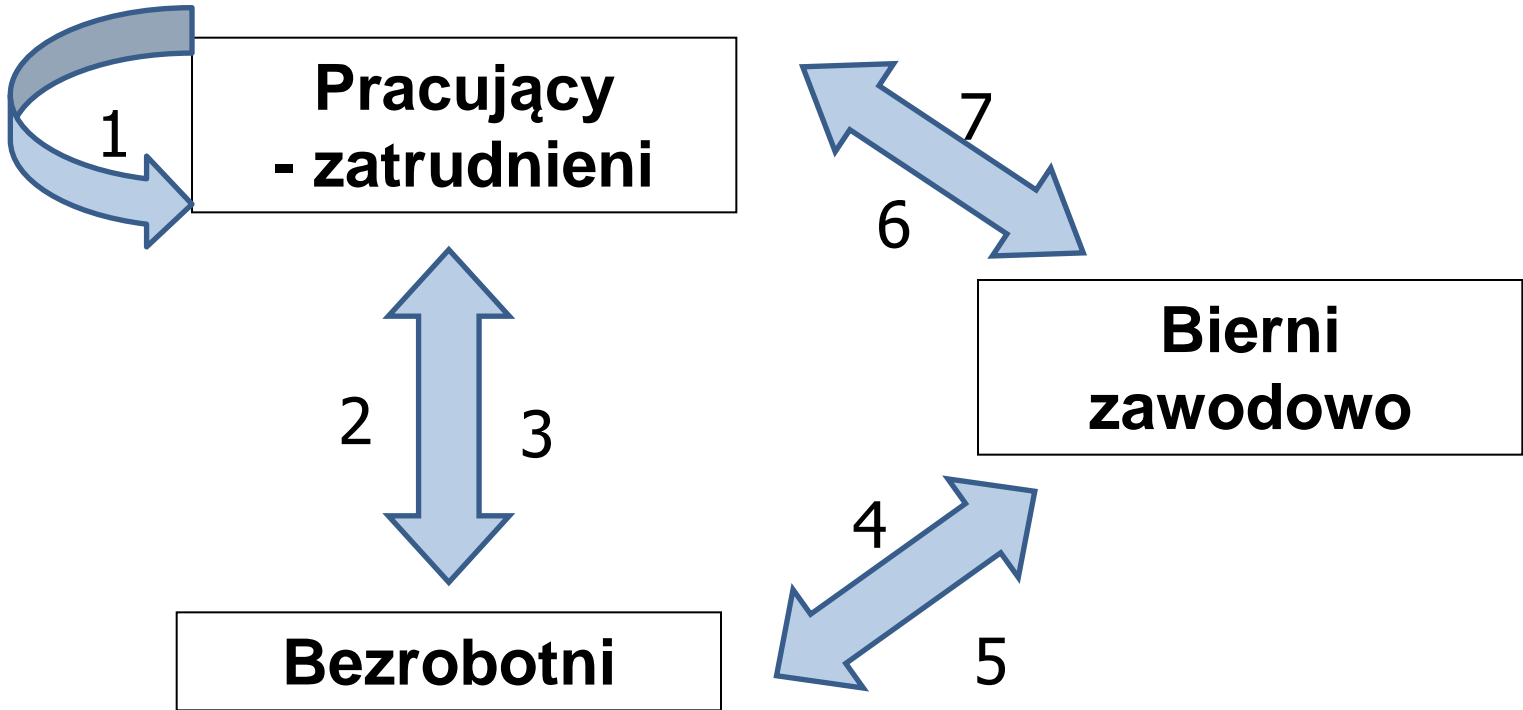 Pracujący
- zatrudnieni
1
7
6
Bierni
zawodowo
2
3
4
5
Bezrobotni